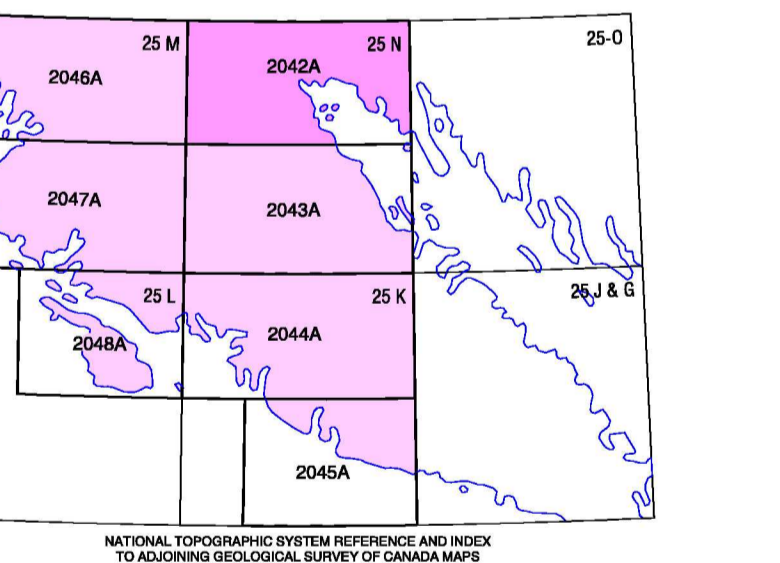 25 M
25 N
25-O
2046A
2042A
2047A
2043A
25 L
25 K
25 J & G
2048A
2044A
2045A
NATIONAL TOPOGRAPHIC SYSTEM REFERENCE AND INDEX
TO ADJOINING GEOLOGICAL SURVEY OF CANADA MAPS